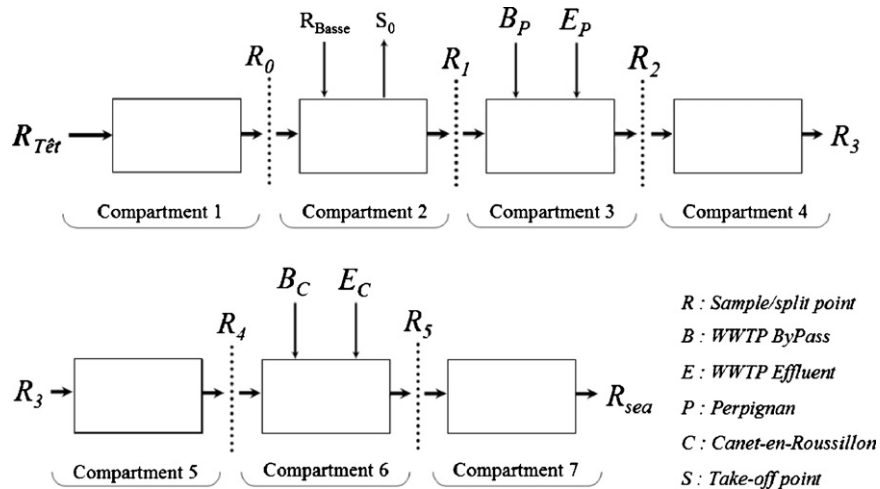 R_Basse S_0 B_P E_P
R_0 R_1 R_2
R_Têt R_3
Compartment 1 Compartment 2 Compartment 3 Compartment 4
B_C E_C
R_4 R_5
R_3 R_sea
Compartment 5 Compartment 6 Compartment 7
R : Sample/split point
B : WWTP ByPass
E : WWTP Effluent
P : Perpignan
C : Canet-en-Roussillon
S : Take-off point